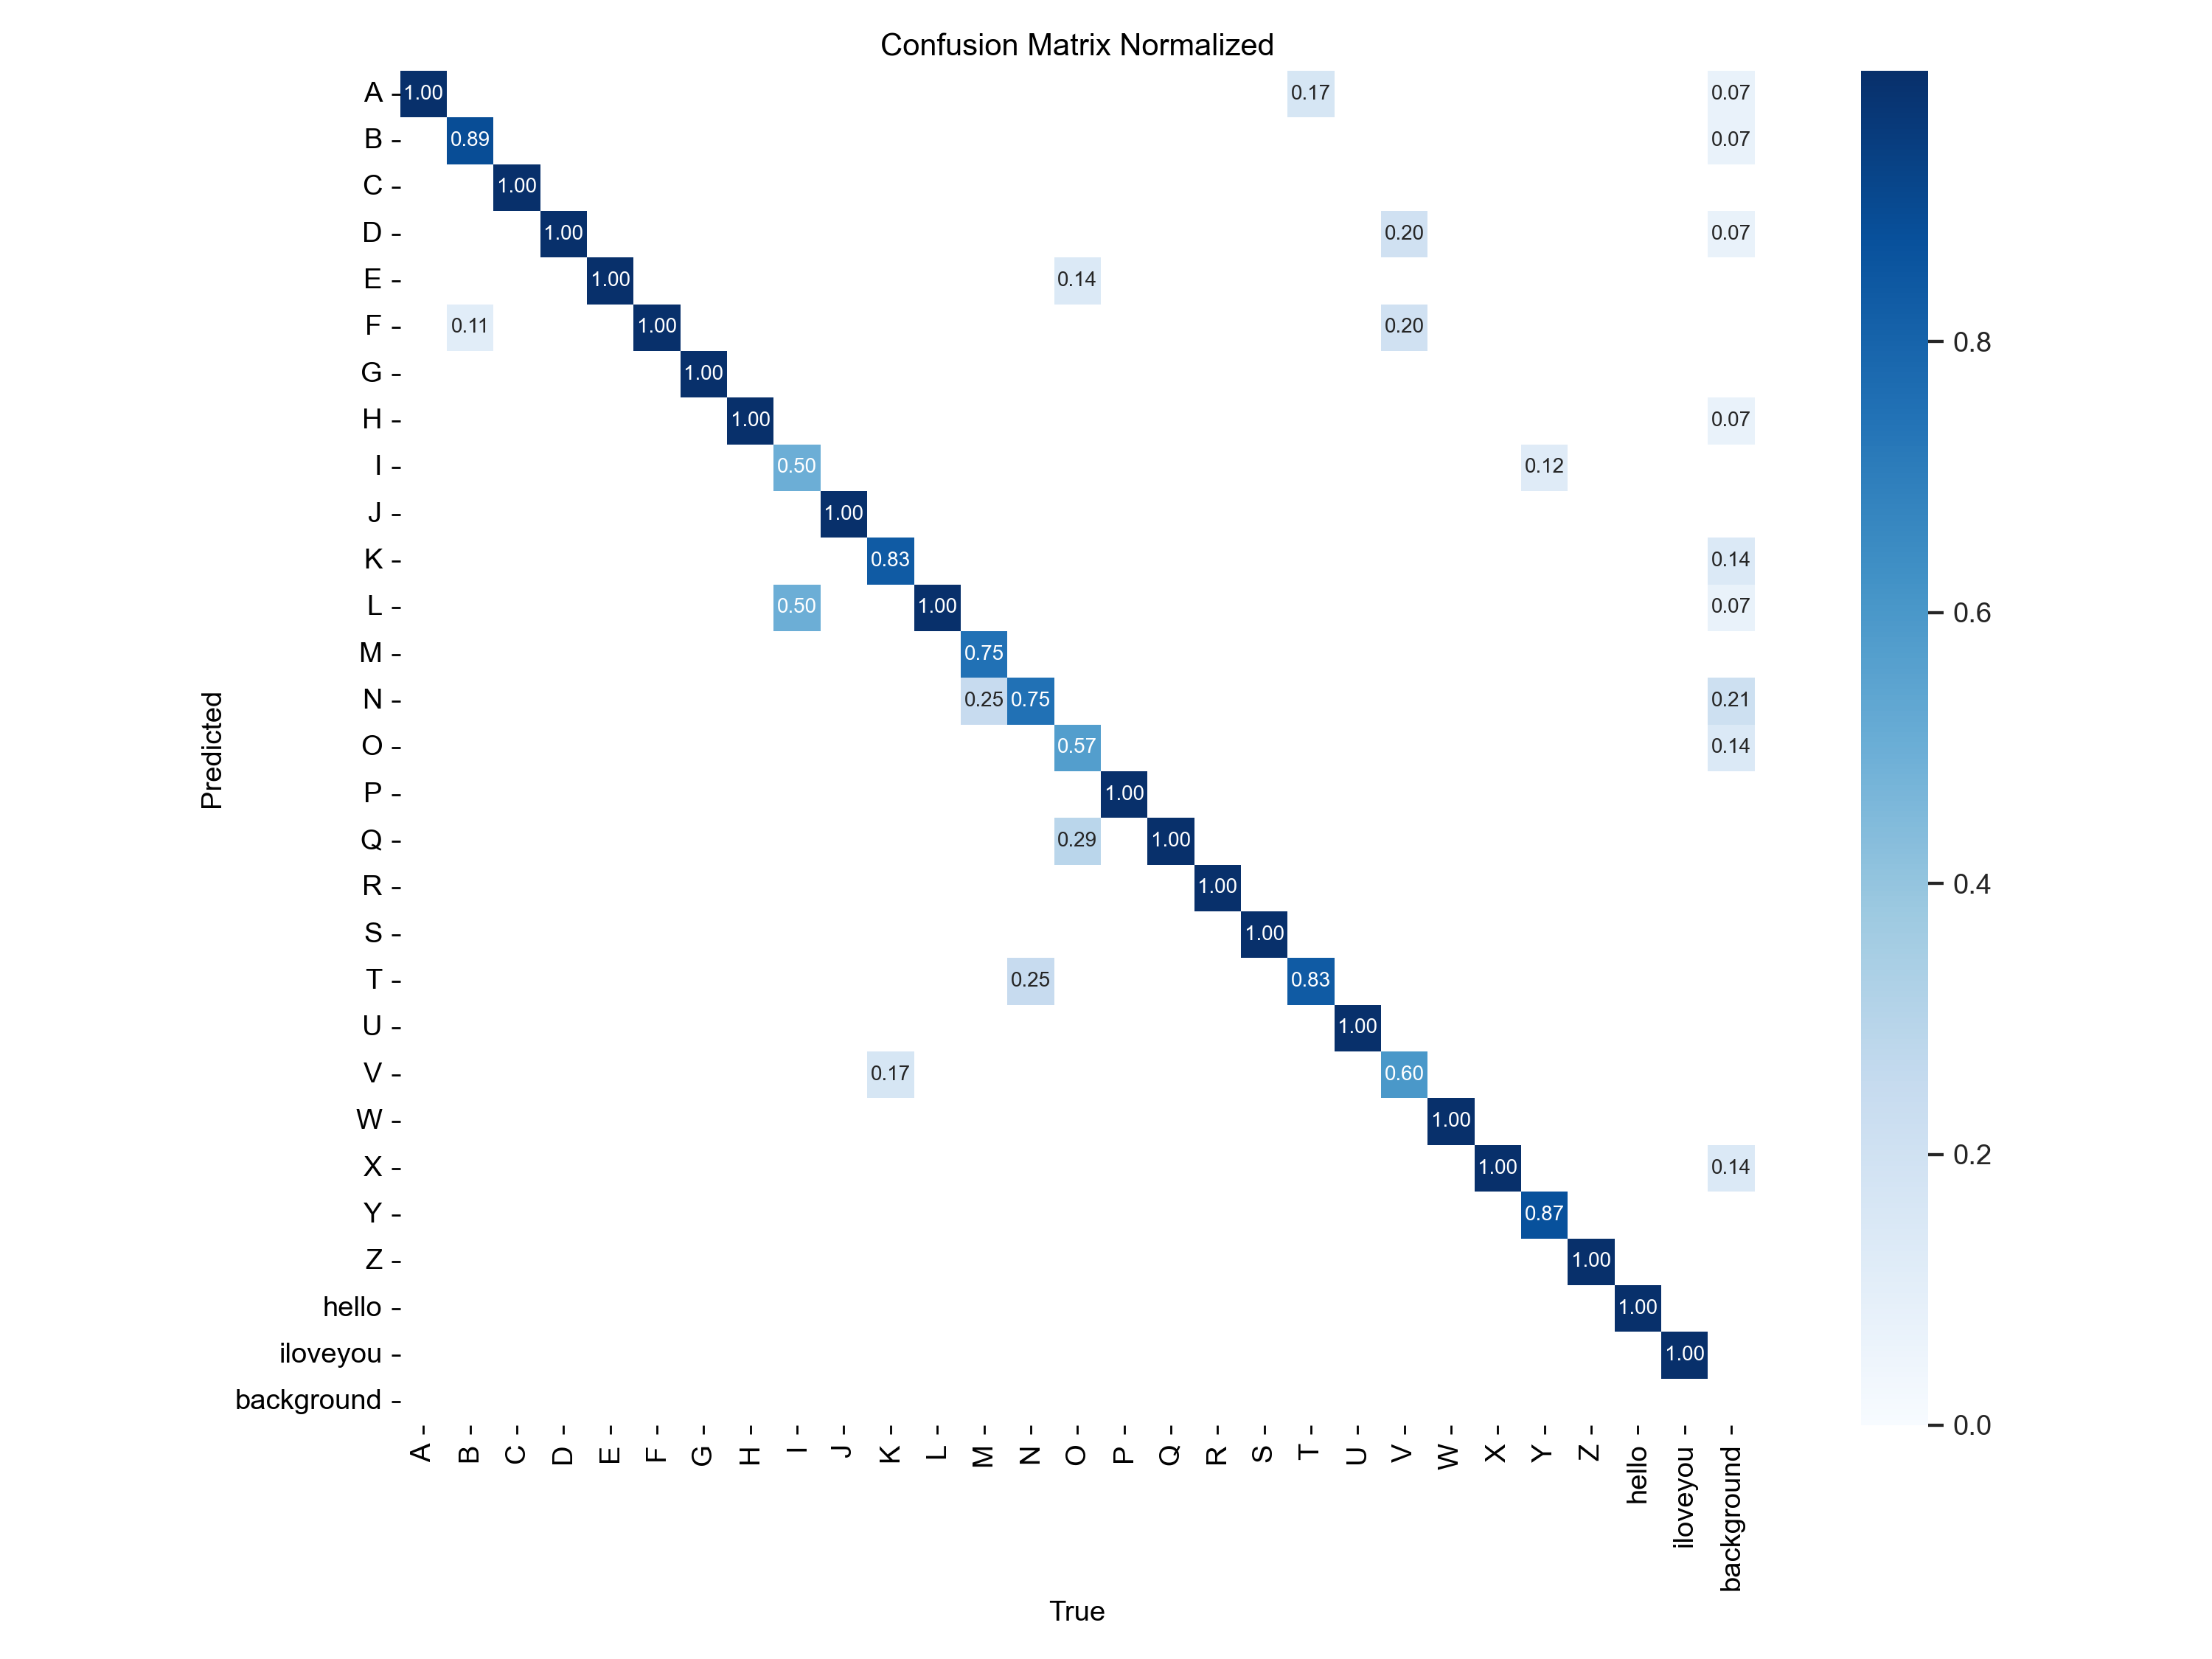 Confusion Matrix Normalized
A 1.00 0.17 0.07
B 0.89 0.07
C 1.00
D 1.00 0.20 0.07
E 1.00 0.14
F 0.11 1.00 0.20
G 1.00
H 1.00 0.07
I 0.50 0.12
J 1.00
K 0.83 0.14
L 0.50 1.00 0.07
M 0.75
N 0.25 0.75 0.21
O 0.57 0.14
P 1.00
Q 0.29 1.00
R 1.00
S 1.00
T 0.25 0.83
U 1.00
V 0.17 0.60
W 1.00
X 1.00 0.14
Y 0.87
Z 1.00
hello 1.00
iloveyou 1.00
background
Predicted
A B C D E F G H I J K L M N O P Q R S T U V W X Y Z hello iloveyou background
True
0.8
0.6
0.4
0.2
0.0